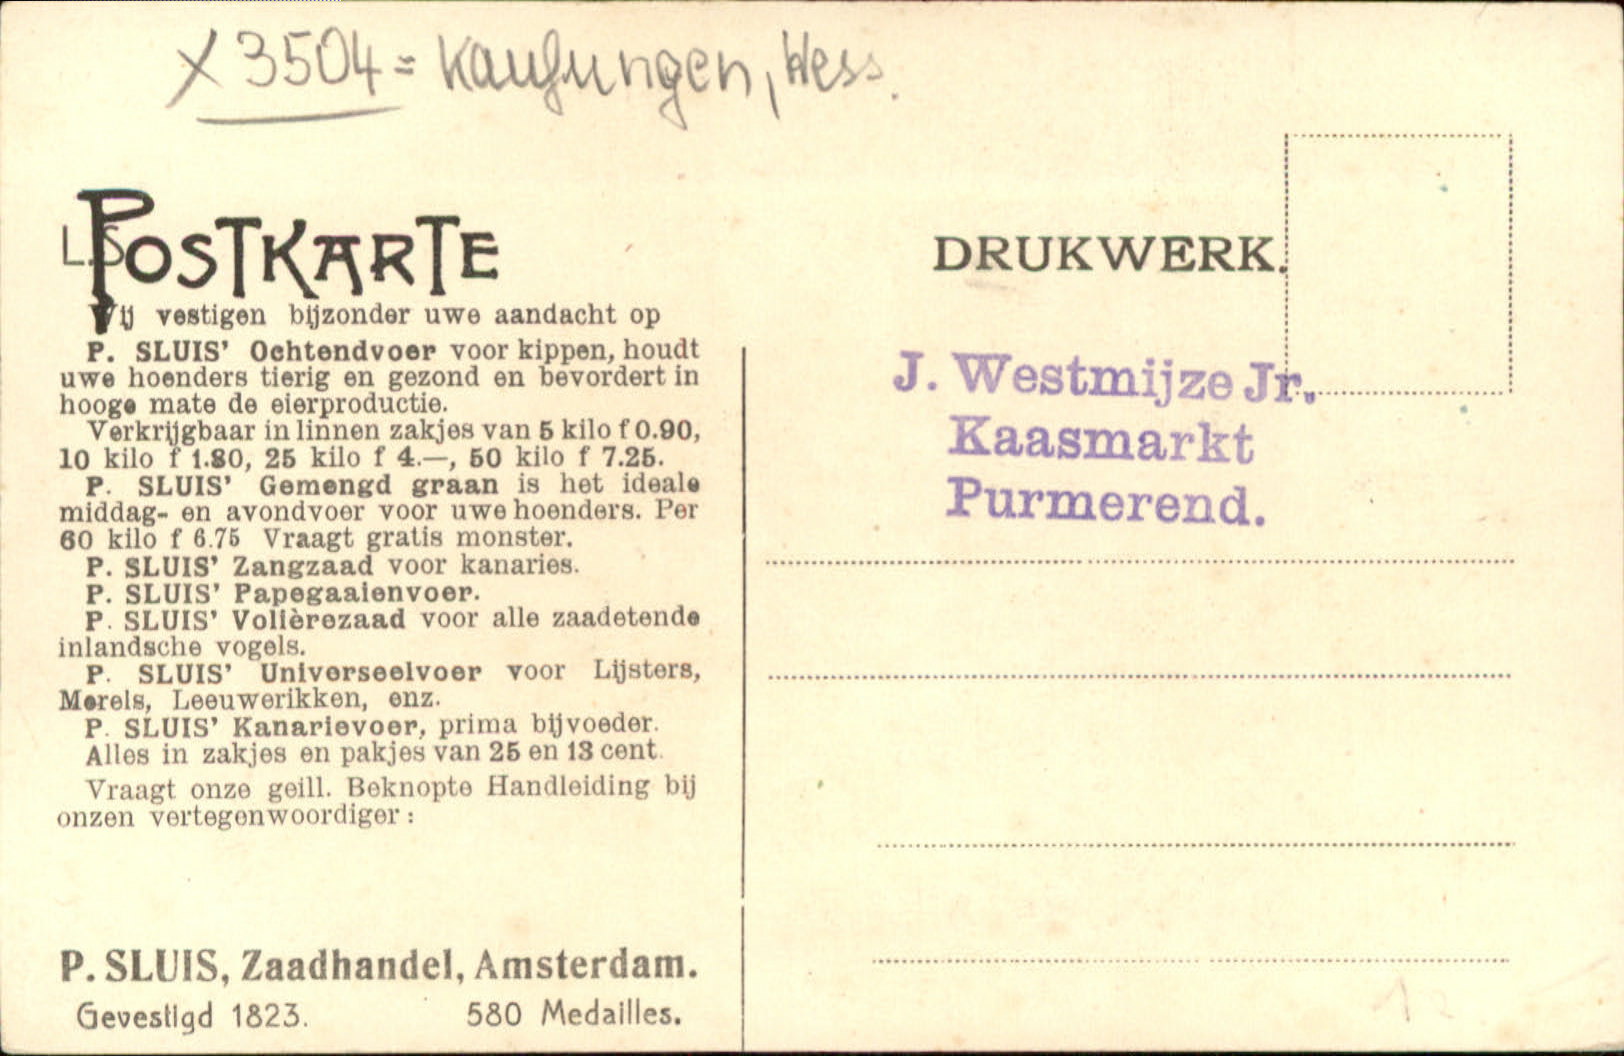 X 3504 = Kaufungen, Hess.
POSTKARTE
L.S.
Wij vestigen bijzonder uwe aandacht op
P. SLUIS' Ochtendvoer voor kippen, houdt
uwe hoenders tierig en gezond en bevordert in
hooge mate de eierproductie.
Verkrijgbaar in linnen zakjes van 5 kilo f 0.90,
10 kilo f 1.80, 25 kilo f 4.—, 50 kilo f 7.25.
P. SLUIS' Gemengd graan is het ideale
middag- en avondvoer voor uwe hoenders. Per
60 kilo f 6.75 Vraagt gratis monster.
P. SLUIS' Zangzaad voor kanaries.
P. SLUIS' Papegaaienvoer.
P. SLUIS' Volièrezaad voor alle zaadetende
inlandsche vogels.
P. SLUIS' Universeelvoer voor Lijsters,
Merels, Leeuwerikken, enz.
P. SLUIS' Kanarievoer, prima bijvoeder.
Alles in zakjes en pakjes van 25 en 13 cent.
Vraagt onze geill. Beknopte Handleiding bij
onzen vertegenwoordiger:
P. SLUIS, Zaadhandel, Amsterdam.
Gevestigd 1823. 580 Medailles.
DRUKWERK.
J. Westmijze Jr.
Kaasmarkt
Purmerend.